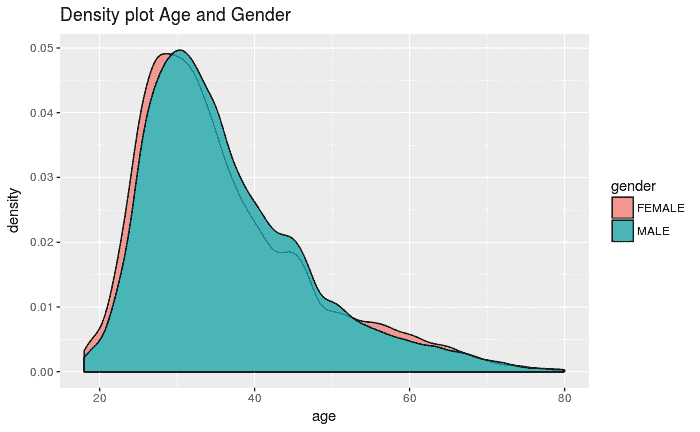 Density plot Age and Gender
0.05
0.04
0.03
0.02
0.01
0.00
density
20 40 60 80
age
gender
FEMALE
MALE